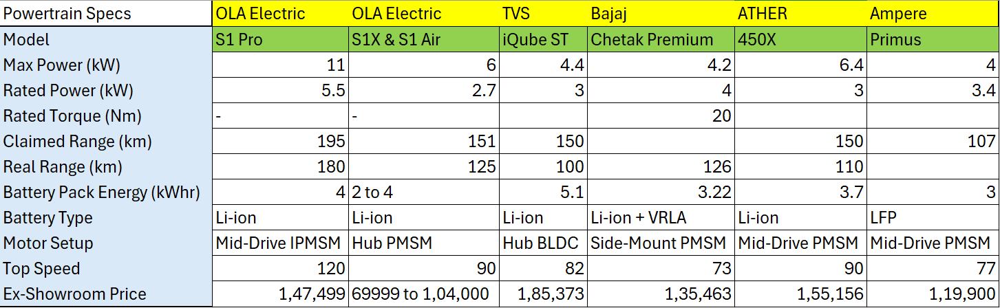 Powertrain Specs OLA Electric OLA Electric TVS Bajaj ATHER Ampere
Model S1 Pro S1X & S1 Air iQube ST Chetak Premium 450X Primus
Max Power (kW) 11 6 4.4 4.2 6.4 4
Rated Power (kW) 5.5 2.7 3 4 3 3.4
Rated Torque (Nm) - - 20
Claimed Range (km) 195 151 150 150 107
Real Range (km) 180 125 100 126 110
Battery Pack Energy (kWhr) 4 2 to 4 5.1 3.22 3.7 3
Battery Type Li-ion Li-ion Li-ion Li-ion + VRLA Li-ion LFP
Motor Setup Mid-Drive IPMSM Hub PMSM Hub BLDC Side-Mount PMSM Mid-Drive PMSM Mid-Drive PMSM
Top Speed 120 90 82 73 90 77
Ex-Showroom Price 1,47,499 69999 to 1,04,000 1,85,373 1,35,463 1,55,156 1,19,900